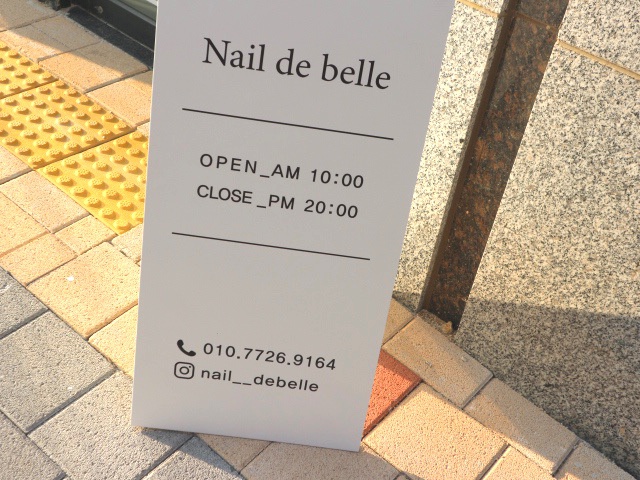 Nail de belle
OPEN_AM 10:00
CLOSE_PM 20:00
010.7726.9164
nail__debelle